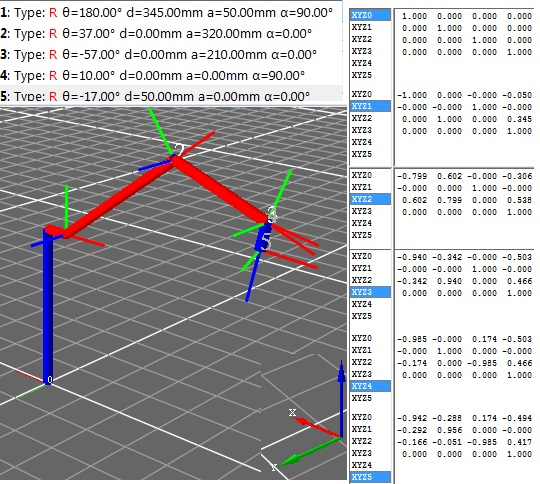 1: Type: R θ=180.00° d=345.00mm a=50.00mm α=90.00°
2: Type: R θ=37.00° d=0.00mm a=320.00mm α=0.00°
3: Type: R θ=-57.00° d=0.00mm a=210.00mm α=0.00°
4: Type: R θ=10.00° d=0.00mm a=0.00mm α=90.00°
5: Type: R θ=-17.00° d=50.00mm a=0.00mm α=0.00°
2
3
5
0
X
Y
XYZ0 1.000 0.000 0.000 0.000
XYZ1 0.000 1.000 0.000 0.000
XYZ2 0.000 0.000 1.000 0.000
XYZ3 0.000 0.000 0.000 1.000
XYZ4
XYZ5
XYZ0 -1.000 0.000 -0.000 -0.050
XYZ1 -0.000 -0.000 1.000 -0.000
XYZ2 0.000 1.000 0.000 0.345
XYZ3 0.000 0.000 0.000 1.000
XYZ4
XYZ5
XYZ0 -0.799 0.602 -0.000 -0.306
XYZ1 -0.000 0.000 1.000 -0.000
XYZ2 0.602 0.799 0.000 0.538
XYZ3 0.000 0.000 0.000 1.000
XYZ4
XYZ5
XYZ0 -0.940 -0.342 -0.000 -0.503
XYZ1 -0.000 -0.000 1.000 -0.000
XYZ2 -0.342 0.940 0.000 0.466
XYZ3 0.000 0.000 0.000 1.000
XYZ4
XYZ5
XYZ0 -0.985 -0.000 0.174 -0.503
XYZ1 -0.000 1.000 0.000 -0.000
XYZ2 -0.174 0.000 -0.985 0.466
XYZ3 0.000 0.000 0.000 1.000
XYZ4
XYZ5
XYZ0 -0.942 -0.288 0.174 -0.494
XYZ1 -0.292 0.956 0.000 -0.000
XYZ2 -0.166 -0.051 -0.985 0.417
XYZ3 0.000 0.000 0.000 1.000
XYZ4
XYZ5